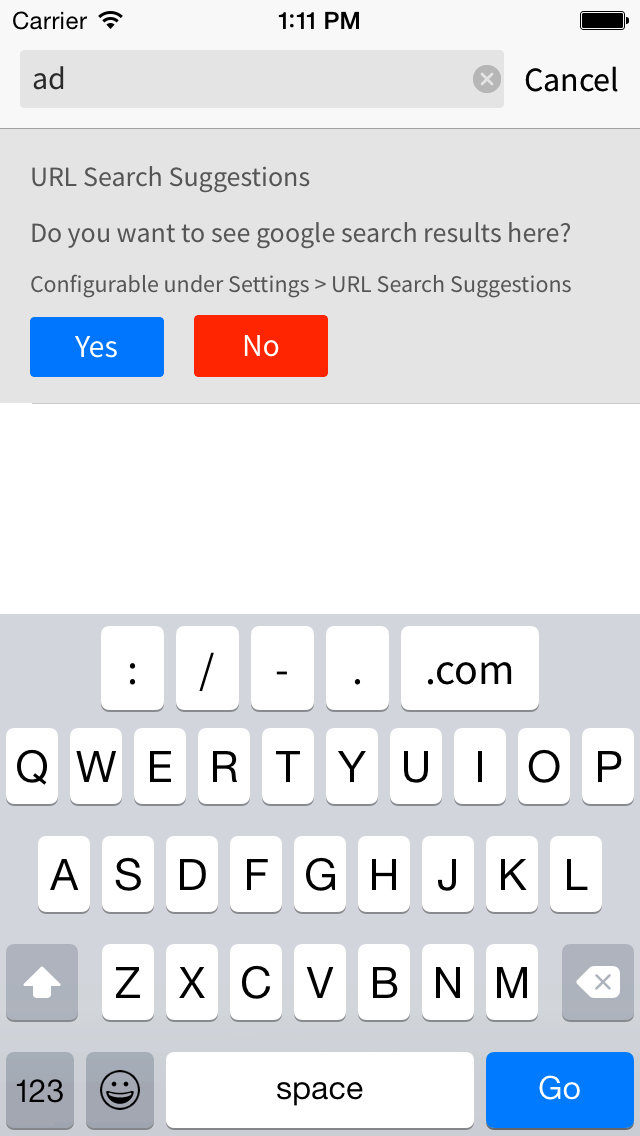 Carrier 1:11 PM
ad Cancel
URL Search Suggestions
Do you want to see google search results here?
Configurable under Settings > URL Search Suggestions
Yes No
: / - . .com
Q W E R T Y U I O P
A S D F G H J K L
Z X C V B N M
123 space Go